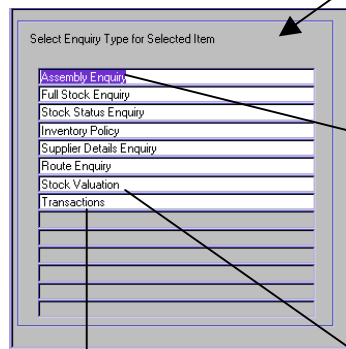 Select Enquiry Type for Selected Item
Assembly Enquiry
Full Stock Enquiry
Stock Status Enquiry
Inventory Policy
Supplier Details Enquiry
Route Enquiry
Stock Valuation
Transactions